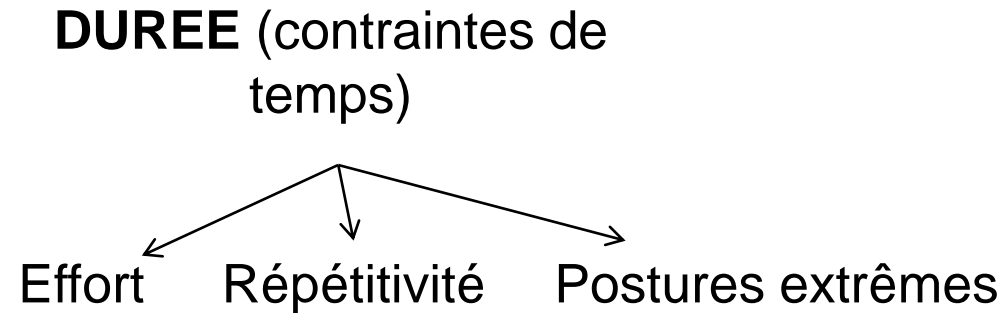 DUREE (contraintes de
temps)
Effort Répétitivité Postures extrêmes